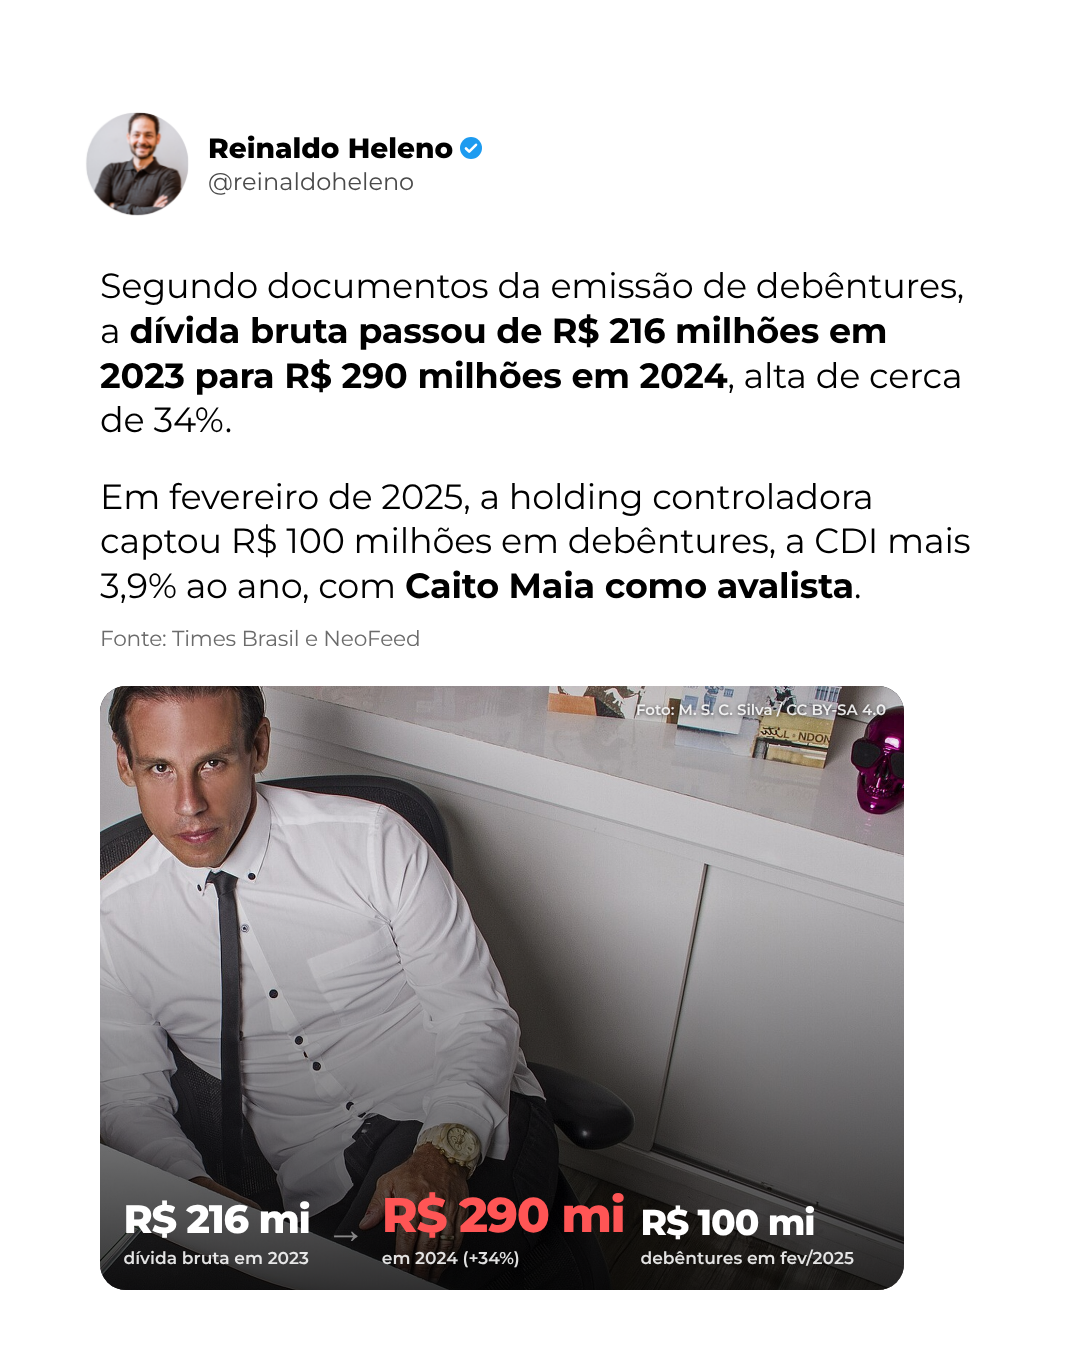 Reinaldo Heleno
@reinaldoheleno
Segundo documentos da emissão de debêntures,
a dívida bruta passou de R$ 216 milhões em
2023 para R$ 290 milhões em 2024, alta de cerca
de 34%.
Em fevereiro de 2025, a holding controladora
captou R$ 100 milhões em debêntures, a CDI mais
3,9% ao ano, com Caito Maia como avalista.
Fonte: Times Brasil e NeoFeed
Foto: M. S. C. Silva / CC BY-SA 4.0
R$ 216 mi
dívida bruta em 2023
→
R$ 290 mi
em 2024 (+34%)
R$ 100 mi
debêntures em fev/2025